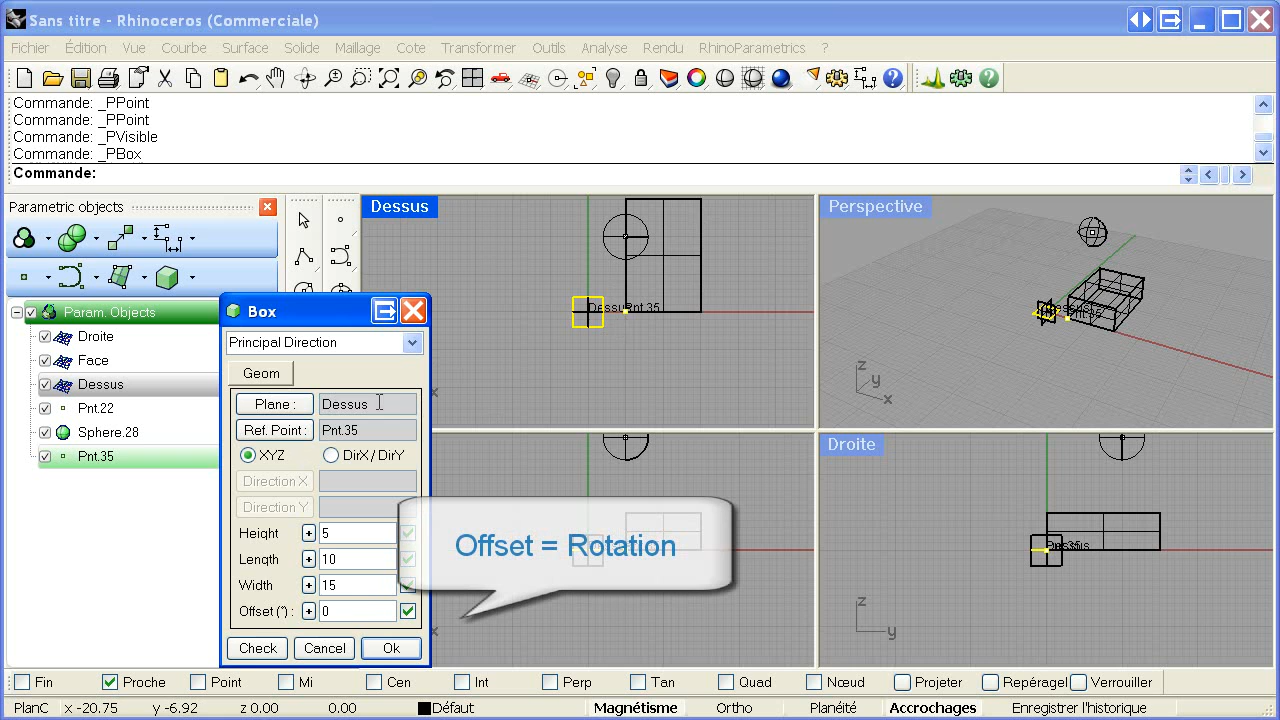 Sans titre - Rhinoceros (Commerciale)
Fichier Édition Vue Courbe Surface Solide Maillage Cote Transformer Outils Analyse Rendu RhinoParametrics ?
Commande: _PPoint
Commande: _PPoint
Commande: _PVisible
Commande: _PBox
Commande:
Parametric objects
Param. Objects
Droite
Face
Dessus
Pnt.22
Sphere.28
Pnt.35
Box
Principal Direction
Geom
Plane : Dessus
Ref. Point : Pnt.35
XYZ DirX / DirY
Direction X
Direction Y
Height 5
Length 10
Width 15
Offset (°) : 0
Check Cancel Ok
Offset = Rotation
Dessus
Pnt.35
Perspective
z
y
x
Droite
z
y
x
x
Fin Proche Point Mi Cen Int Perp Tan Quad Nœud Projeter Repéragel Verrouiller
PlanC x -20.75 y -6.92 z 0.00 0.00 Défaut Magnétisme Ortho Planéité Accrochages Enregistrer l'historique